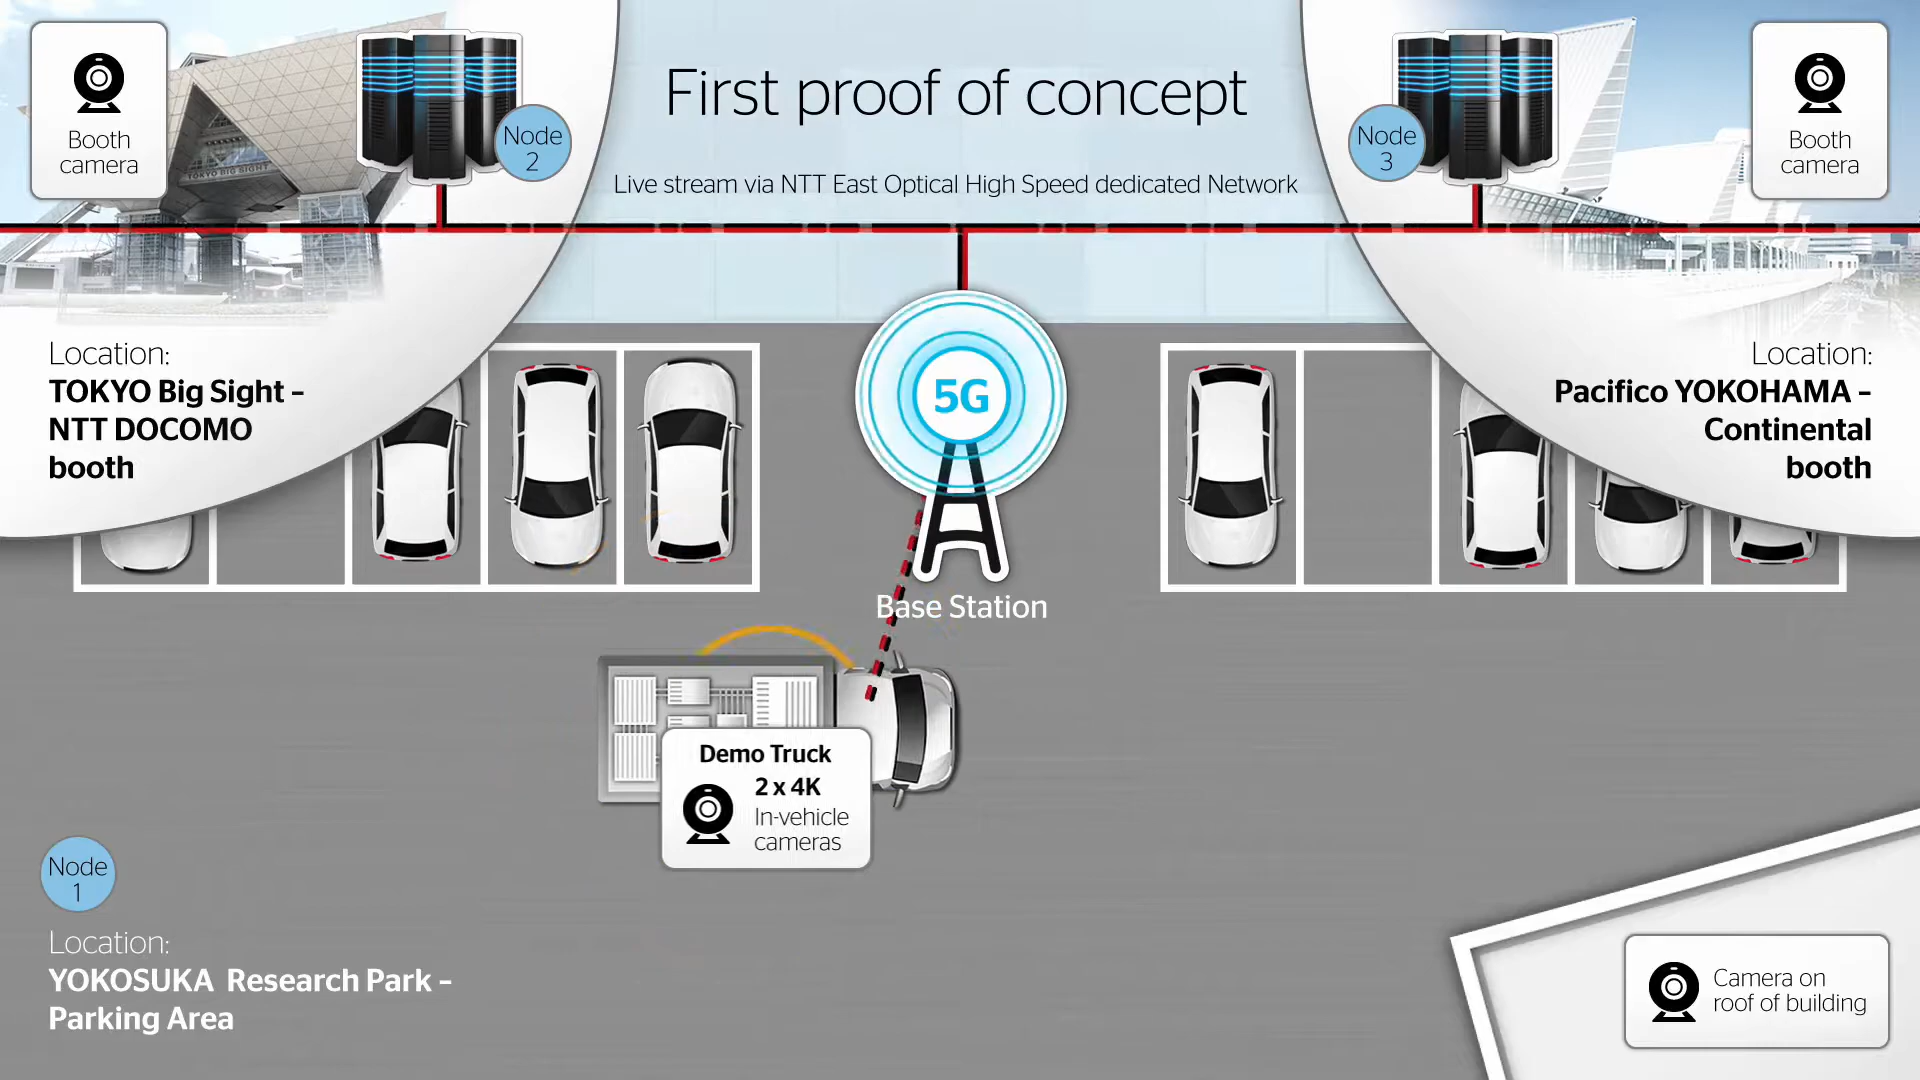 First proof of concept
Live stream via NTT East Optical High Speed dedicated Network
Booth
camera
TOKYO BIG SIGHT
Node
2
Location:
TOKYO Big Sight –
NTT DOCOMO
booth
Node
3
Booth
camera
Location:
Pacifico YOKOHAMA –
Continental
booth
5G
Base Station
Demo Truck
2 x 4K
In-vehicle
cameras
Node
1
Location:
YOKOSUKA Research Park –
Parking Area
Camera on
roof of building